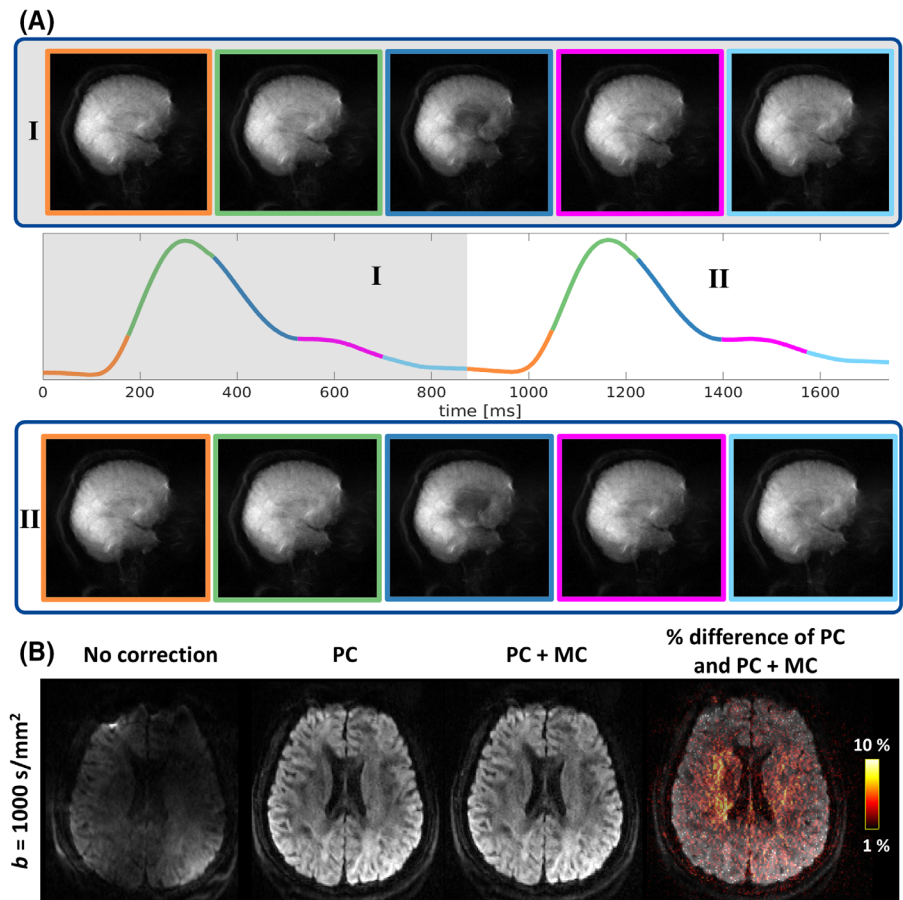 (A)
I
I
II
0 200 400 600 800 1000 1200 1400 1600
time [ms]
II
(B)
No correction
PC
PC + MC
% difference of PC
and PC + MC
b = 1000 s/mm²
10 %
1 %